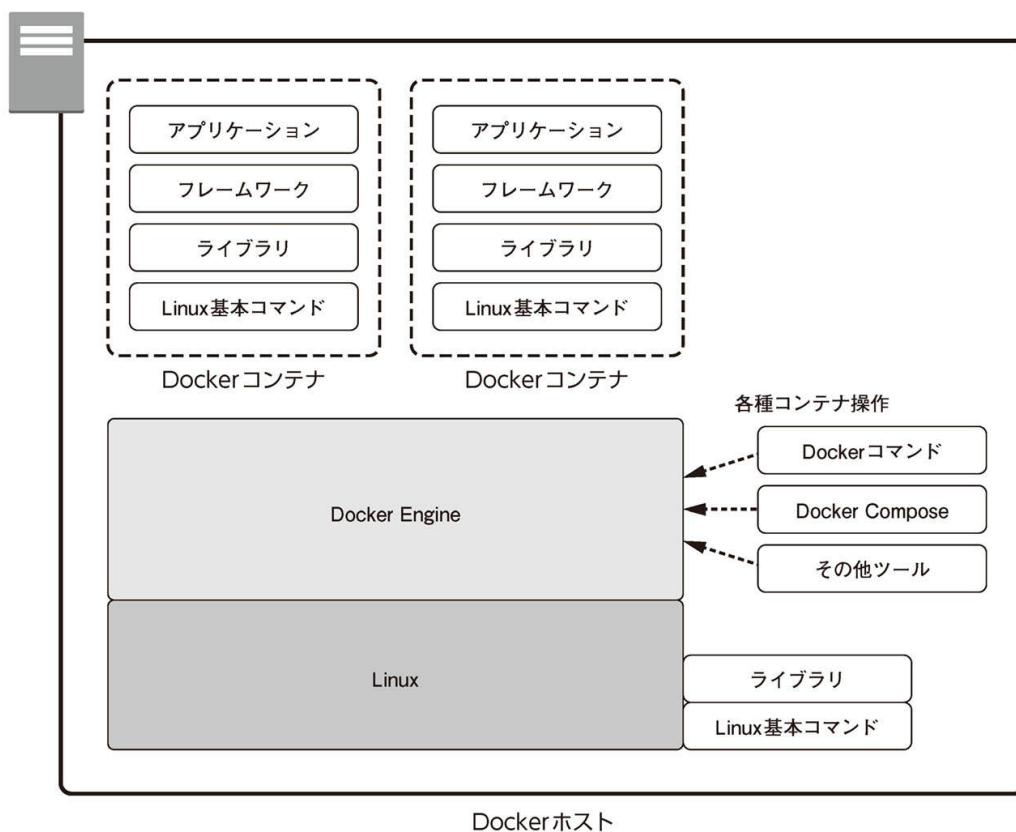 アプリケーション
フレームワーク
ライブラリ
Linux基本コマンド
Dockerコンテナ
アプリケーション
フレームワーク
ライブラリ
Linux基本コマンド
Dockerコンテナ
各種コンテナ操作
Dockerコマンド
Docker Compose
その他ツール
Docker Engine
Linux
ライブラリ
Linux基本コマンド
Dockerホスト